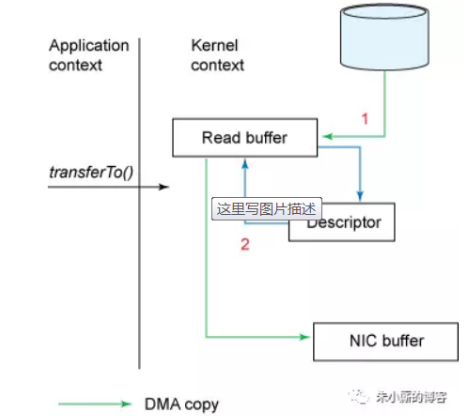 Application
context
Kernel
context
1
Read buffer
transferTo()
这里写图片描述
Descriptor
2
NIC buffer
朱小厮的博客
DMA copy